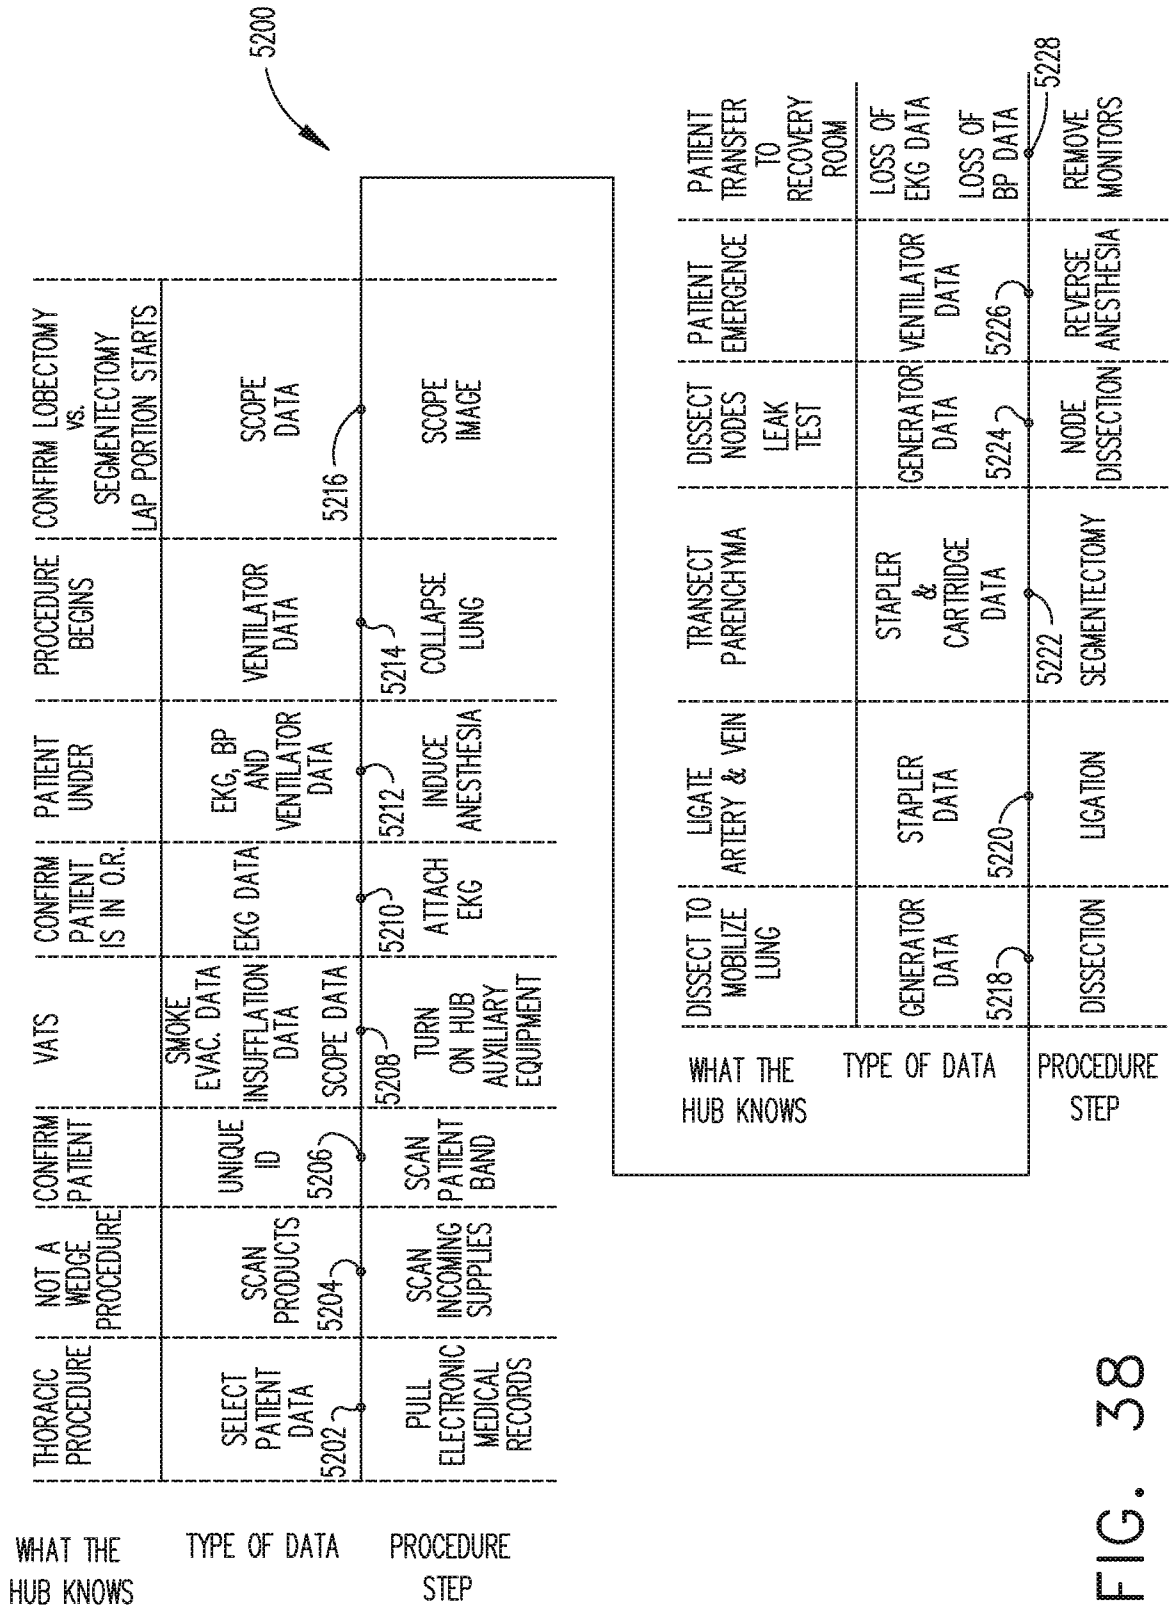 5200
WHAT THE
HUB KNOWS
THORACIC
PROCEDURE
NOT A
WEDGE
PROCEDURE
CONFIRM
PATIENT
VATS
CONFIRM
PATIENT
IS IN O.R.
PATIENT
UNDER
PROCEDURE
BEGINS
CONFIRM LOBECTOMY
vs.
SEGMENTECTOMY
LAP PORTION STARTS
TYPE OF DATA
SELECT
PATIENT
DATA
5202
SCAN
PRODUCTS
5204
UNIQUE
ID
5206
SMOKE
EVAC. DATA
INSUFFLATION
DATA
SCOPE DATA
5208
EKG DATA
5210
EKG, BP
AND
VENTILATOR
DATA
5212
VENTILATOR
DATA
5214
SCOPE
DATA
5216
PROCEDURE
STEP
PULL
ELECTRONIC
MEDICAL
RECORDS
SCAN
INCOMING
SUPPLIES
SCAN
PATIENT
BAND
TURN
ON HUB
AUXILIARY
EQUIPMENT
ATTACH
EKG
INDUCE
ANESTHESIA
COLLAPSE
LUNG
SCOPE
IMAGE
WHAT THE
HUB KNOWS
DISSECT TO
MOBILIZE
LUNG
LIGATE
ARTERY & VEIN
TRANSECT
PARENCHYMA
DISSECT
NODES
LEAK
TEST
PATIENT
EMERGENCE
PATIENT
TRANSFER
TO
RECOVERY
ROOM
TYPE OF DATA
GENERATOR
DATA
5218
STAPLER
DATA
5220
STAPLER
&
CARTRIDGE
DATA
5222
GENERATOR
DATA
5224
VENTILATOR
DATA
5226
LOSS OF
EKG DATA
LOSS OF
BP DATA
5228
PROCEDURE
STEP
DISSECTION
LIGATION
SEGMENTECTOMY
NODE
DISSECTION
REVERSE
ANESTHESIA
REMOVE
MONITORS
FIG. 38